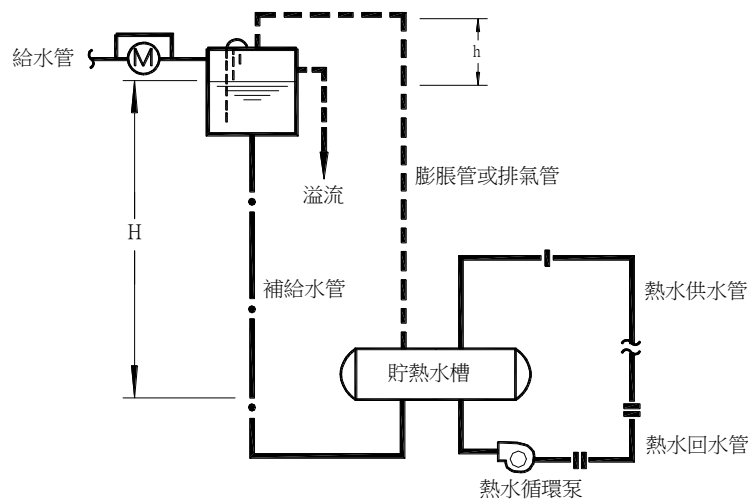 給水管
M
h
溢流
膨脹管或排氣管
H
補給水管
熱水供水管
貯熱水槽
熱水回水管
熱水循環泵